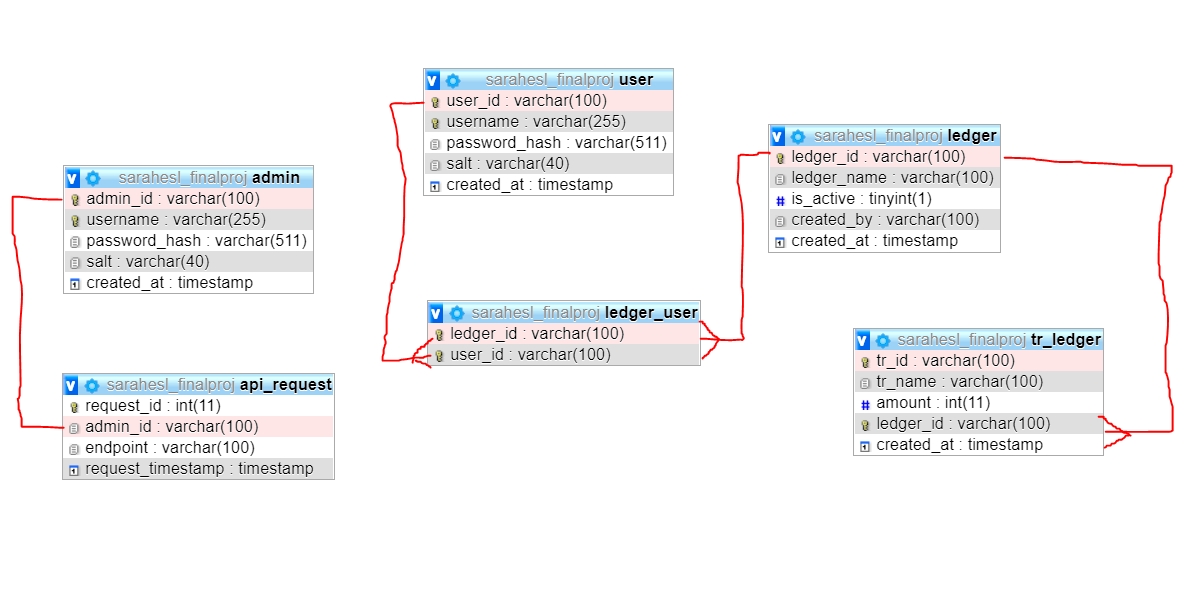 sarahesl_finalproj user
user_id : varchar(100)
username : varchar(255)
password_hash : varchar(511)
salt : varchar(40)
created_at : timestamp
sarahesl_finalproj ledger
ledger_id : varchar(100)
ledger_name : varchar(100)
is_active : tinyint(1)
created_by : varchar(100)
created_at : timestamp
sarahesl_finalproj admin
admin_id : varchar(100)
username : varchar(255)
password_hash : varchar(511)
salt : varchar(40)
created_at : timestamp
sarahesl_finalproj ledger_user
ledger_id : varchar(100)
user_id : varchar(100)
sarahesl_finalproj tr_ledger
tr_id : varchar(100)
tr_name : varchar(100)
amount : int(11)
ledger_id : varchar(100)
created_at : timestamp
sarahesl_finalproj api_request
request_id : int(11)
admin_id : varchar(100)
endpoint : varchar(100)
request_timestamp : timestamp